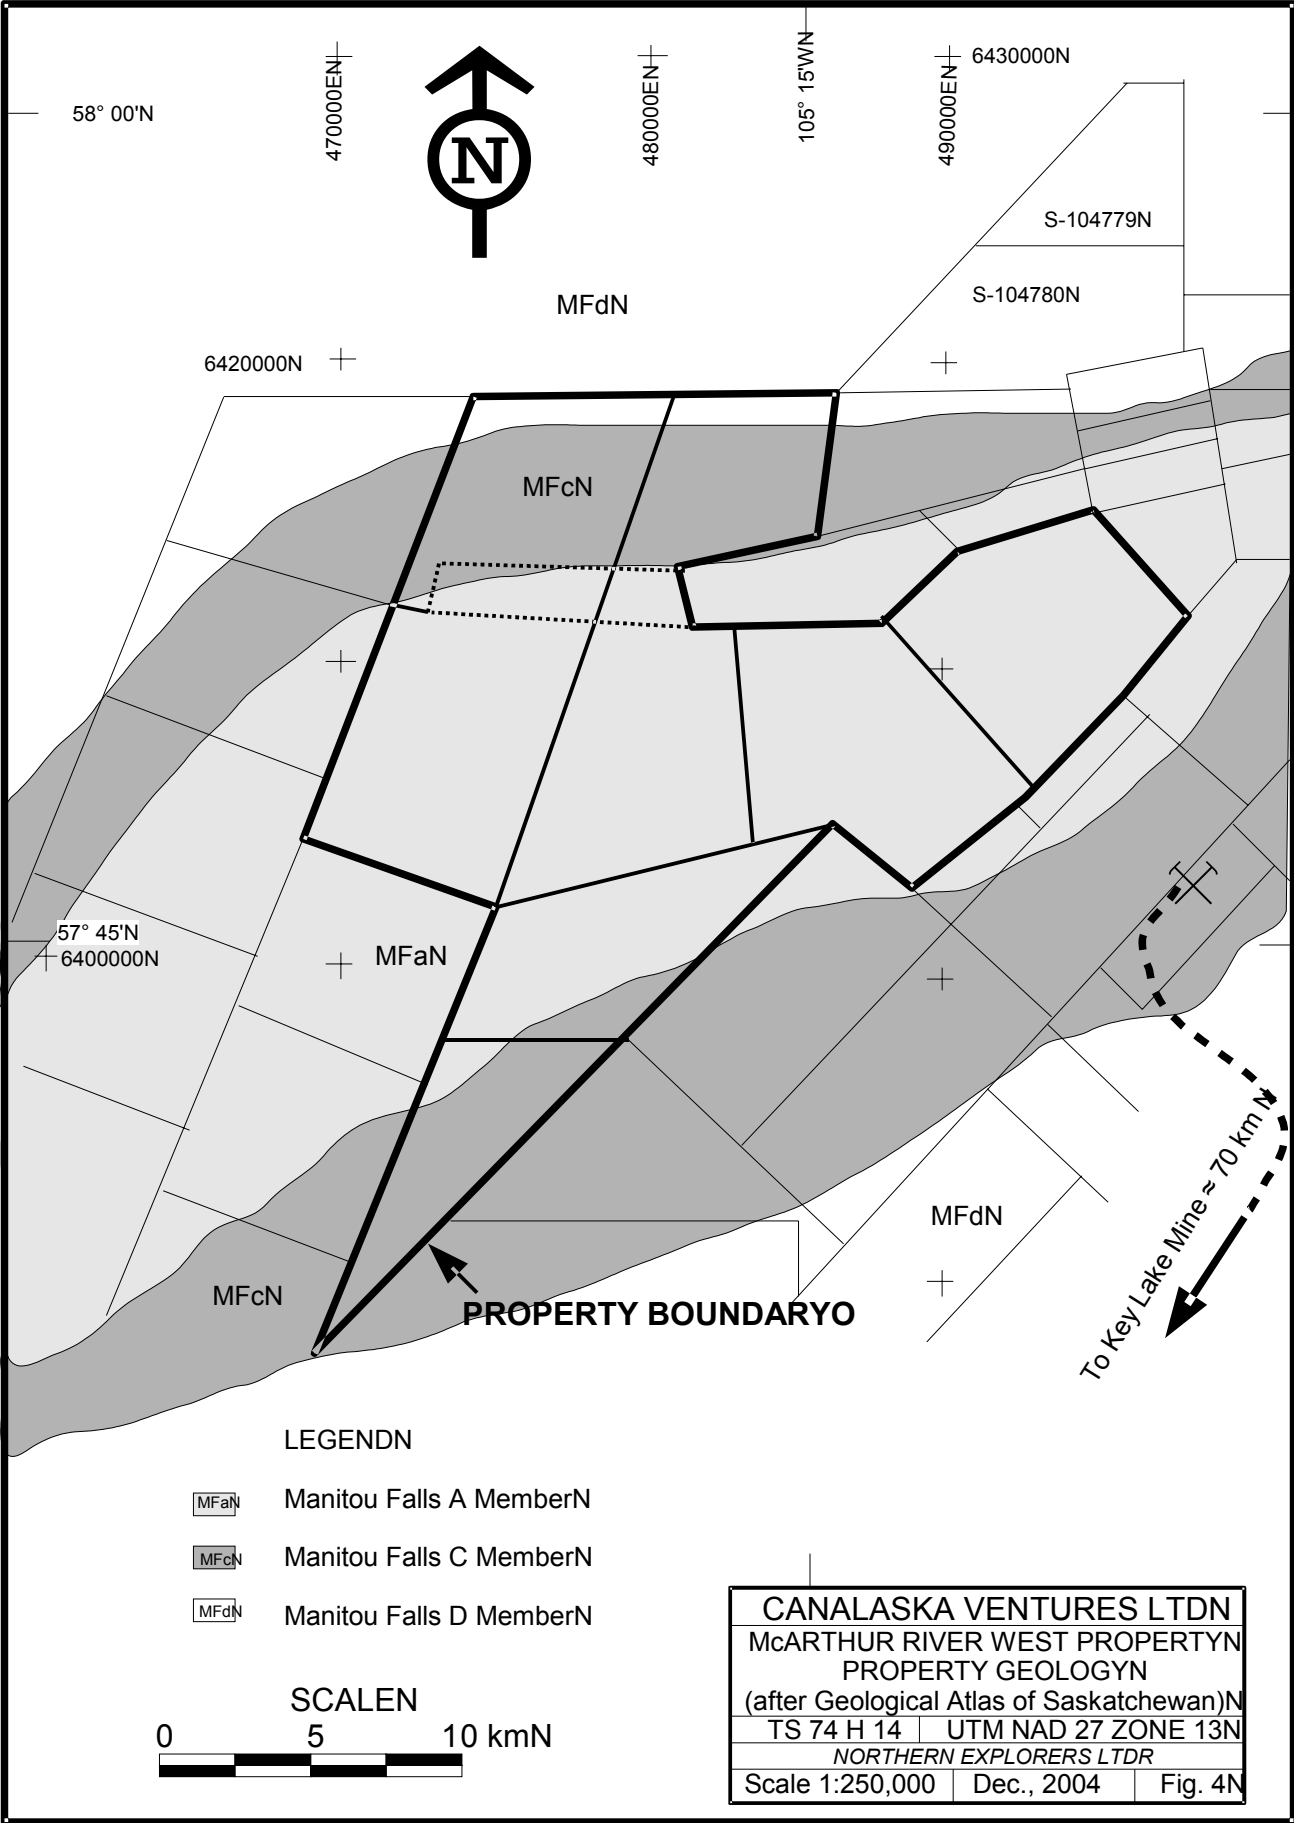 470000EN
480000EN
105° 15'WN
490000EN
6430000N
58° 00'N
N
S-104779N
S-104780N
MFdN
6420000N
MFcN
57° 45'N
6400000N
MFaN
MFdN
To Key Lake Mine ≈ 70 km N
MFcN
PROPERTY BOUNDARYO
LEGENDN
MFaN Manitou Falls A MemberN
MFcN Manitou Falls C MemberN
MFdN Manitou Falls D MemberN
SCALEN
0 5 10 kmN
CANALASKA VENTURES LTDN
McARTHUR RIVER WEST PROPERTYN
PROPERTY GEOLOGYN
(after Geological Atlas of Saskatchewan)N
TS 74 H 14 UTM NAD 27 ZONE 13N
NORTHERN EXPLORERS LTDR
Scale 1:250,000 Dec., 2004 Fig. 4N